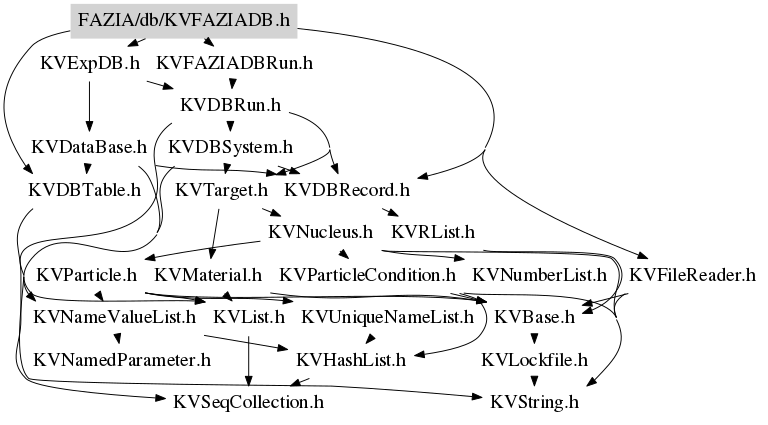 FAZIA/db/KVFAZIADB.h
KVExpDB.h KVFAZIADBRun.h
KVDBRun.h
KVDataBase.h KVDBSystem.h
KVDBTable.h KVTarget.h KVDBRecord.h
KVNucleus.h KVRList.h
KVParticle.h KVMaterial.h KVParticleCondition.h KVNumberList.h KVFileReader.h
KVNameValueList.h KVList.h KVUniqueNameList.h KVBase.h
KVNamedParameter.h KVHashList.h KVLockfile.h
KVSeqCollection.h KVString.h